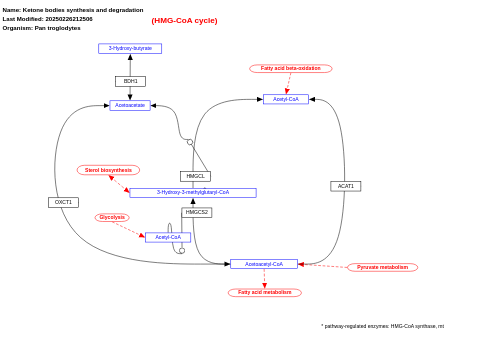 Name: Ketone bodies synthesis and degradation
Last Modified: 20250226212506
Organism: Pan troglodytes
(HMG-CoA cycle)
3-Hydroxy-butyrate
Fatty acid beta-oxidation
BDH1
Acetoacetate
Acetyl-CoA
Sterol biosynthesis
HMGCL
ACAT1
3-Hydroxy-3-methylglutaryl-CoA
OXCT1
HMGCS2
Glycolysis
Acetyl-CoA
Acetoacetyl-CoA
Pyruvate metabolism
Fatty acid metabolism
* pathway-regulated enzymes: HMG-CoA synthase, mt